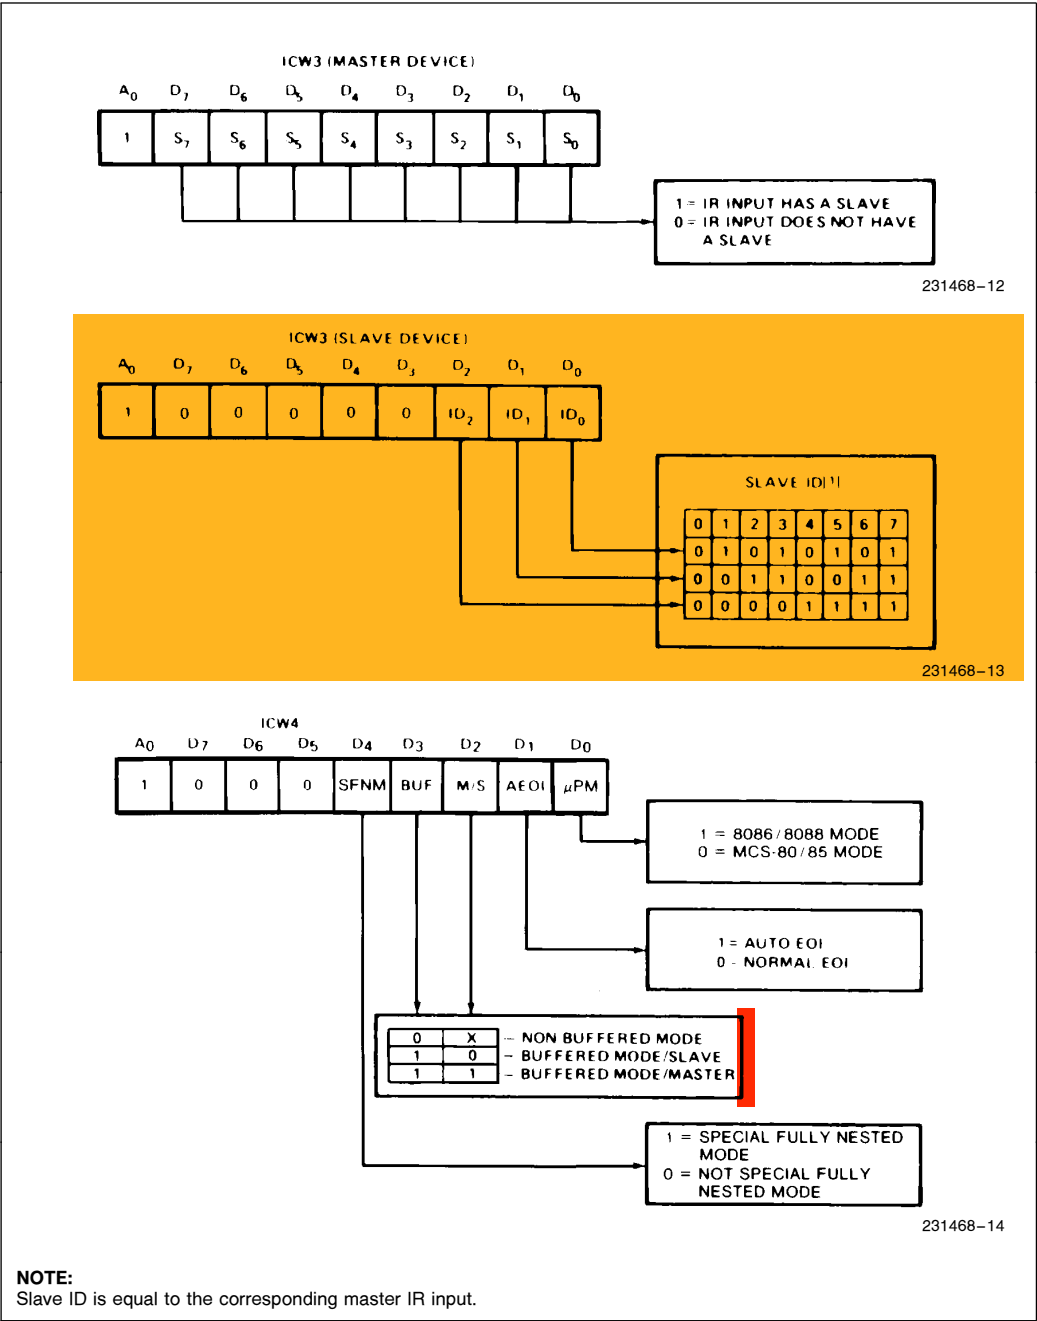 ICW3 (MASTER DEVICE)
A0 D7 D6 D5 D4 D3 D2 D1 D0
1 S7 S6 S5 S4 S3 S2 S1 S0
1 = IR INPUT HAS A SLAVE
0 = IR INPUT DOES NOT HAVE
A SLAVE
231468–12
ICW3 (SLAVE DEVICE)
A0 D7 D6 D5 D4 D3 D2 D1 D0
1 0 0 0 0 0 ID2 ID1 ID0
SLAVE ID[1]
0 1 2 3 4 5 6 7
0 1 0 1 0 1 0 1
0 0 1 1 0 0 1 1
0 0 0 0 1 1 1 1
231468–13
ICW4
A0 D7 D6 D5 D4 D3 D2 D1 D0
1 0 0 0 SFNM BUF M/S AEOI μPM
1 = 8086/8088 MODE
0 = MCS-80/85 MODE
1 = AUTO EOI
0 - NORMAL EOI
0 X – NON BUFFERED MODE
1 0 – BUFFERED MODE/SLAVE
1 1 – BUFFERED MODE/MASTER
1 = SPECIAL FULLY NESTED
MODE
0 = NOT SPECIAL FULLY
NESTED MODE
231468–14
NOTE:
Slave ID is equal to the corresponding master IR input.